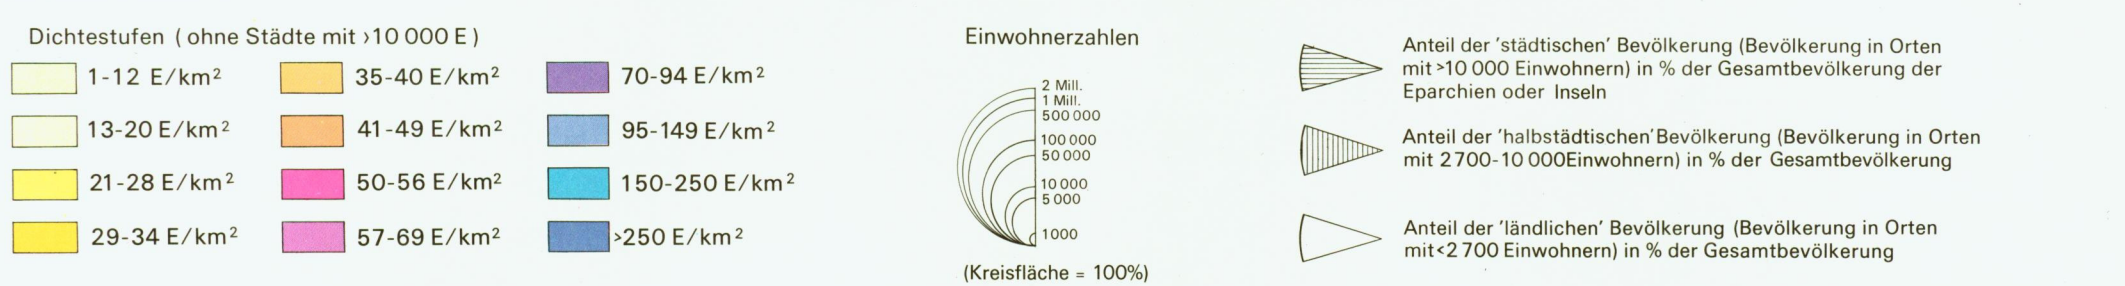 Dichtestufen ( ohne Städte mit >10 000 E )
1-12 E/km²
13-20 E/km²
21-28 E/km²
29-34 E/km²
35-40 E/km²
41-49 E/km²
50-56 E/km²
57-69 E/km²
70-94 E/km²
95-149 E/km²
150-250 E/km²
>250 E/km²
Einwohnerzahlen
2 Mill.
1 Mill.
500 000
100 000
50 000
10 000
5 000
1000
(Kreisfläche = 100%)
Anteil der 'städtischen' Bevölkerung (Bevölkerung in Orten
mit >10 000 Einwohnern) in % der Gesamtbevölkerung der
Eparchien oder Inseln
Anteil der 'halbstädtischen' Bevölkerung (Bevölkerung in Orten
mit 2700-10 000 Einwohnern) in % der Gesamtbevölkerung
Anteil der 'ländlichen' Bevölkerung (Bevölkerung in Orten
mit <2 700 Einwohnern) in % der Gesamtbevölkerung